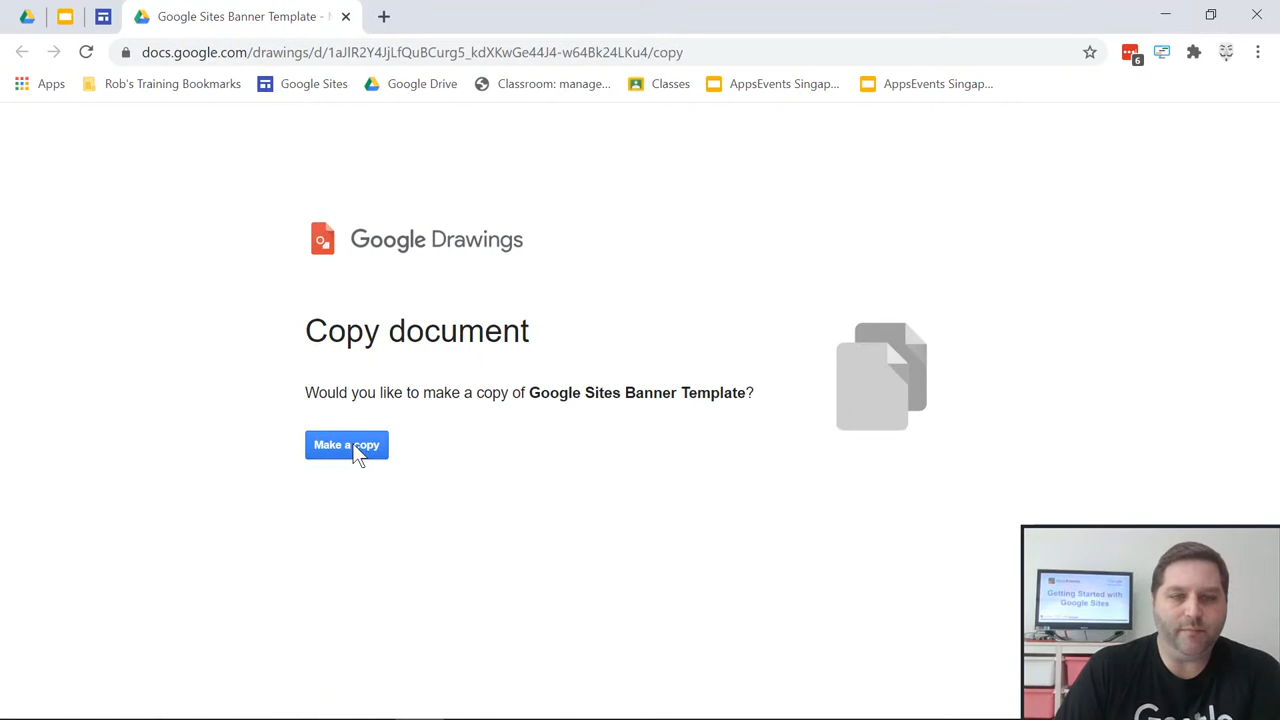 Google Sites Banner Template -
docs.google.com/drawings/d/1aJlR2Y4JjLfQuBCurg5_kdXKwGe44J4-w64Bk24LKu4/copy
6
Apps
Rob's Training Bookmarks
Google Sites
Google Drive
Classroom: manage...
Classes
AppsEvents Singap...
AppsEvents Singap...
Google Drawings
Copy document
Would you like to make a copy of Google Sites Banner Template?
Make a copy
Getting Started with
Google Sites
Google